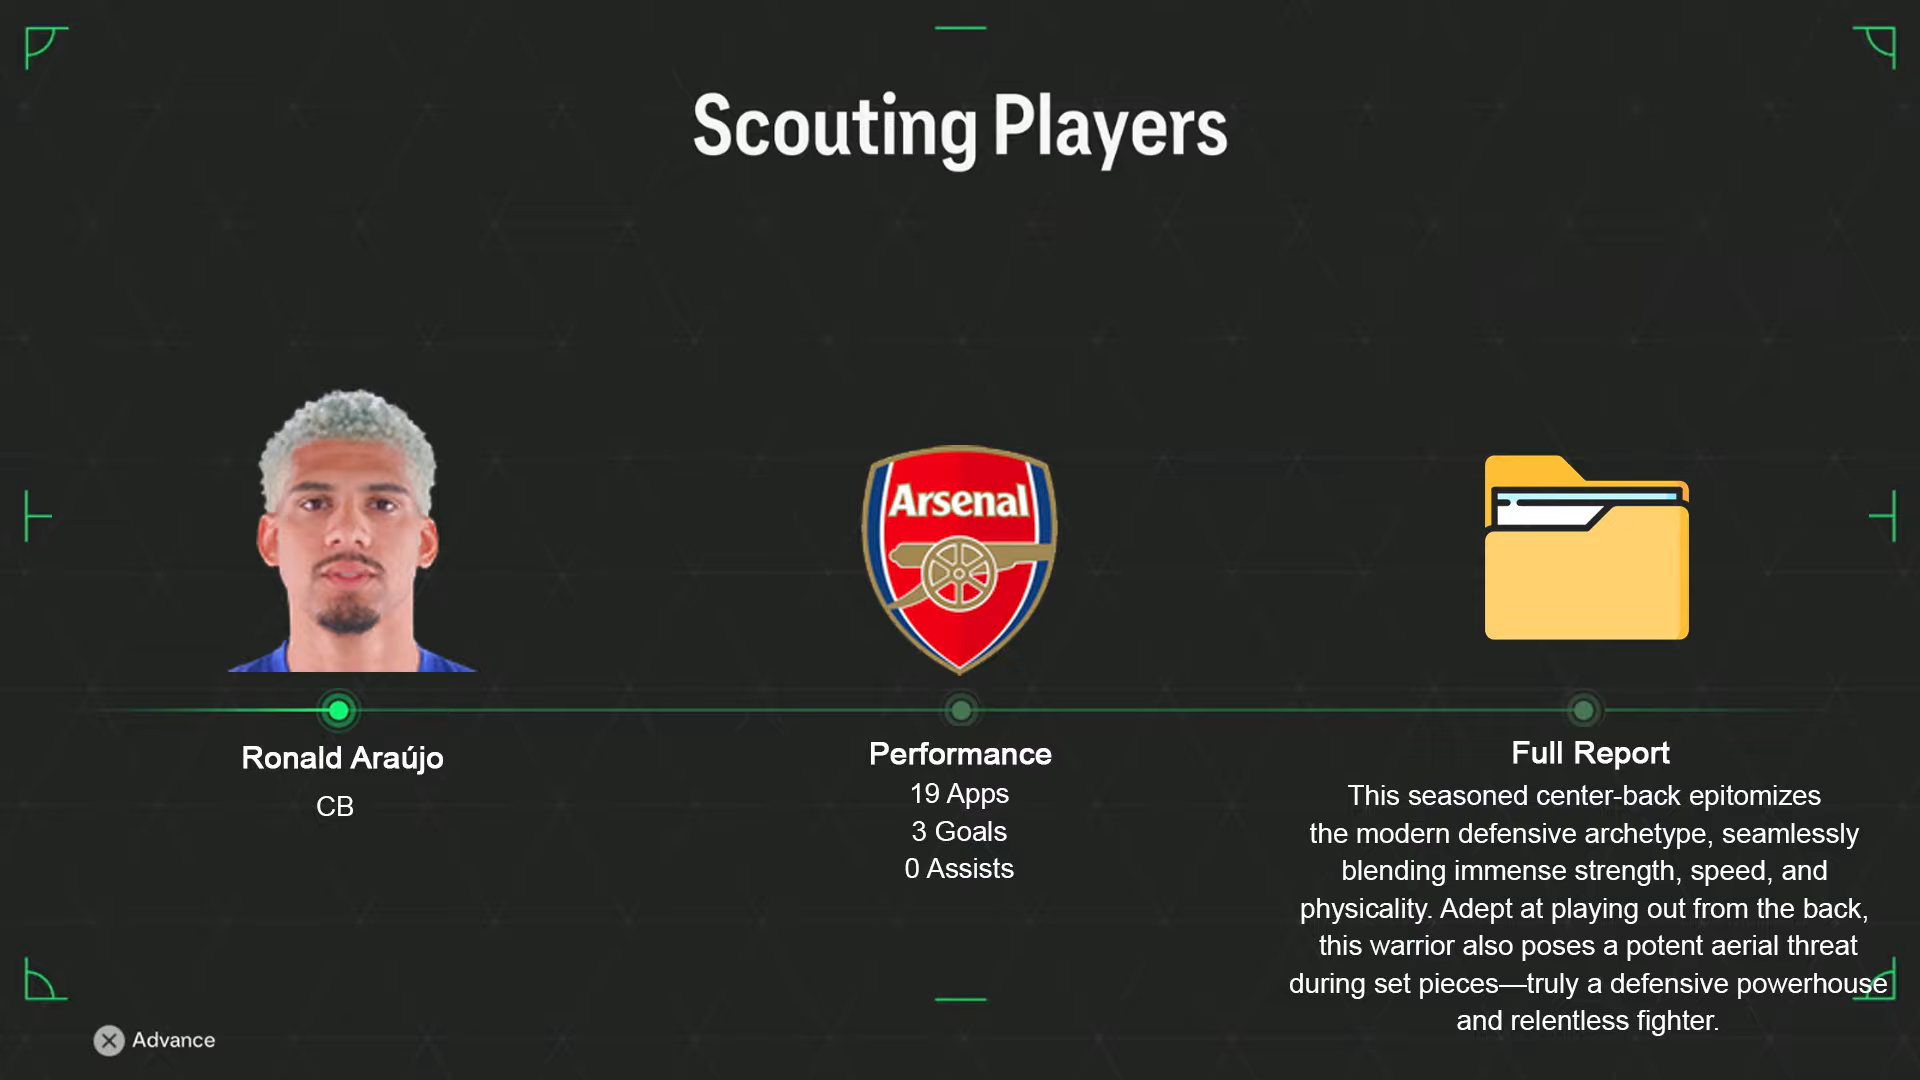 Scouting Players
Arsenal
Ronald Araújo
CB
Performance
19 Apps
3 Goals
0 Assists
Full Report
This seasoned center-back epitomizes
the modern defensive archetype, seamlessly
blending immense strength, speed, and
physicality. Adept at playing out from the back,
this warrior also poses a potent aerial threat
during set pieces—truly a defensive powerhouse
and relentless fighter.
Advance